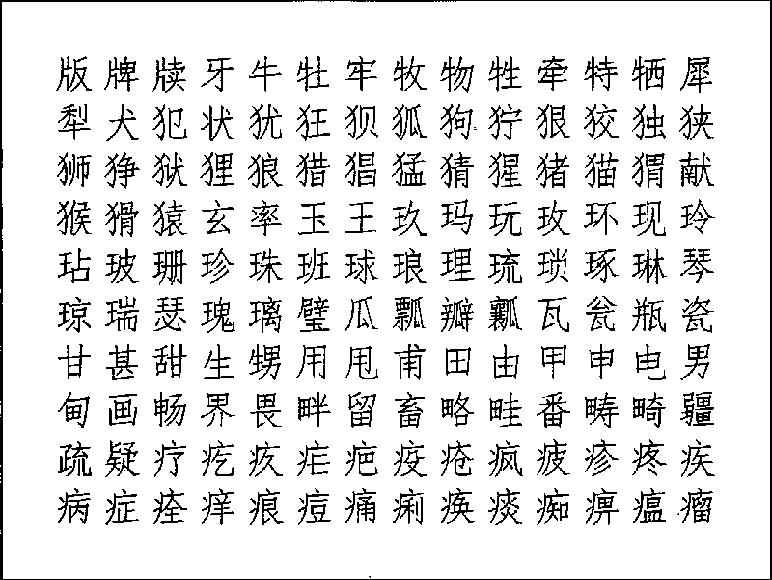 版牌牍牙牛牡牢牧物牲牵特牺犀
犁犬犯状犹狂狈狐狗狞狠狡独狭
狮狰狱狸狼猎猖猛猜猩猪猫猬献
猴猾猿玄率玉王玖玛玩玫环现玲
玷玻珊珍珠班球琅理琉琐琢琳琴
琼瑞瑟瑰璃璧瓜瓢瓣瓤瓦瓮瓶瓷
甘甚甜生甥用甩甫田由甲申电男
甸画畅界畏畔留畜略畦番畴畸疆
疏疑疗疙疚疟疤疫疮疯疲疹疼疾
病症痊痒痕痘痛痢痪痰痴痹瘟瘤